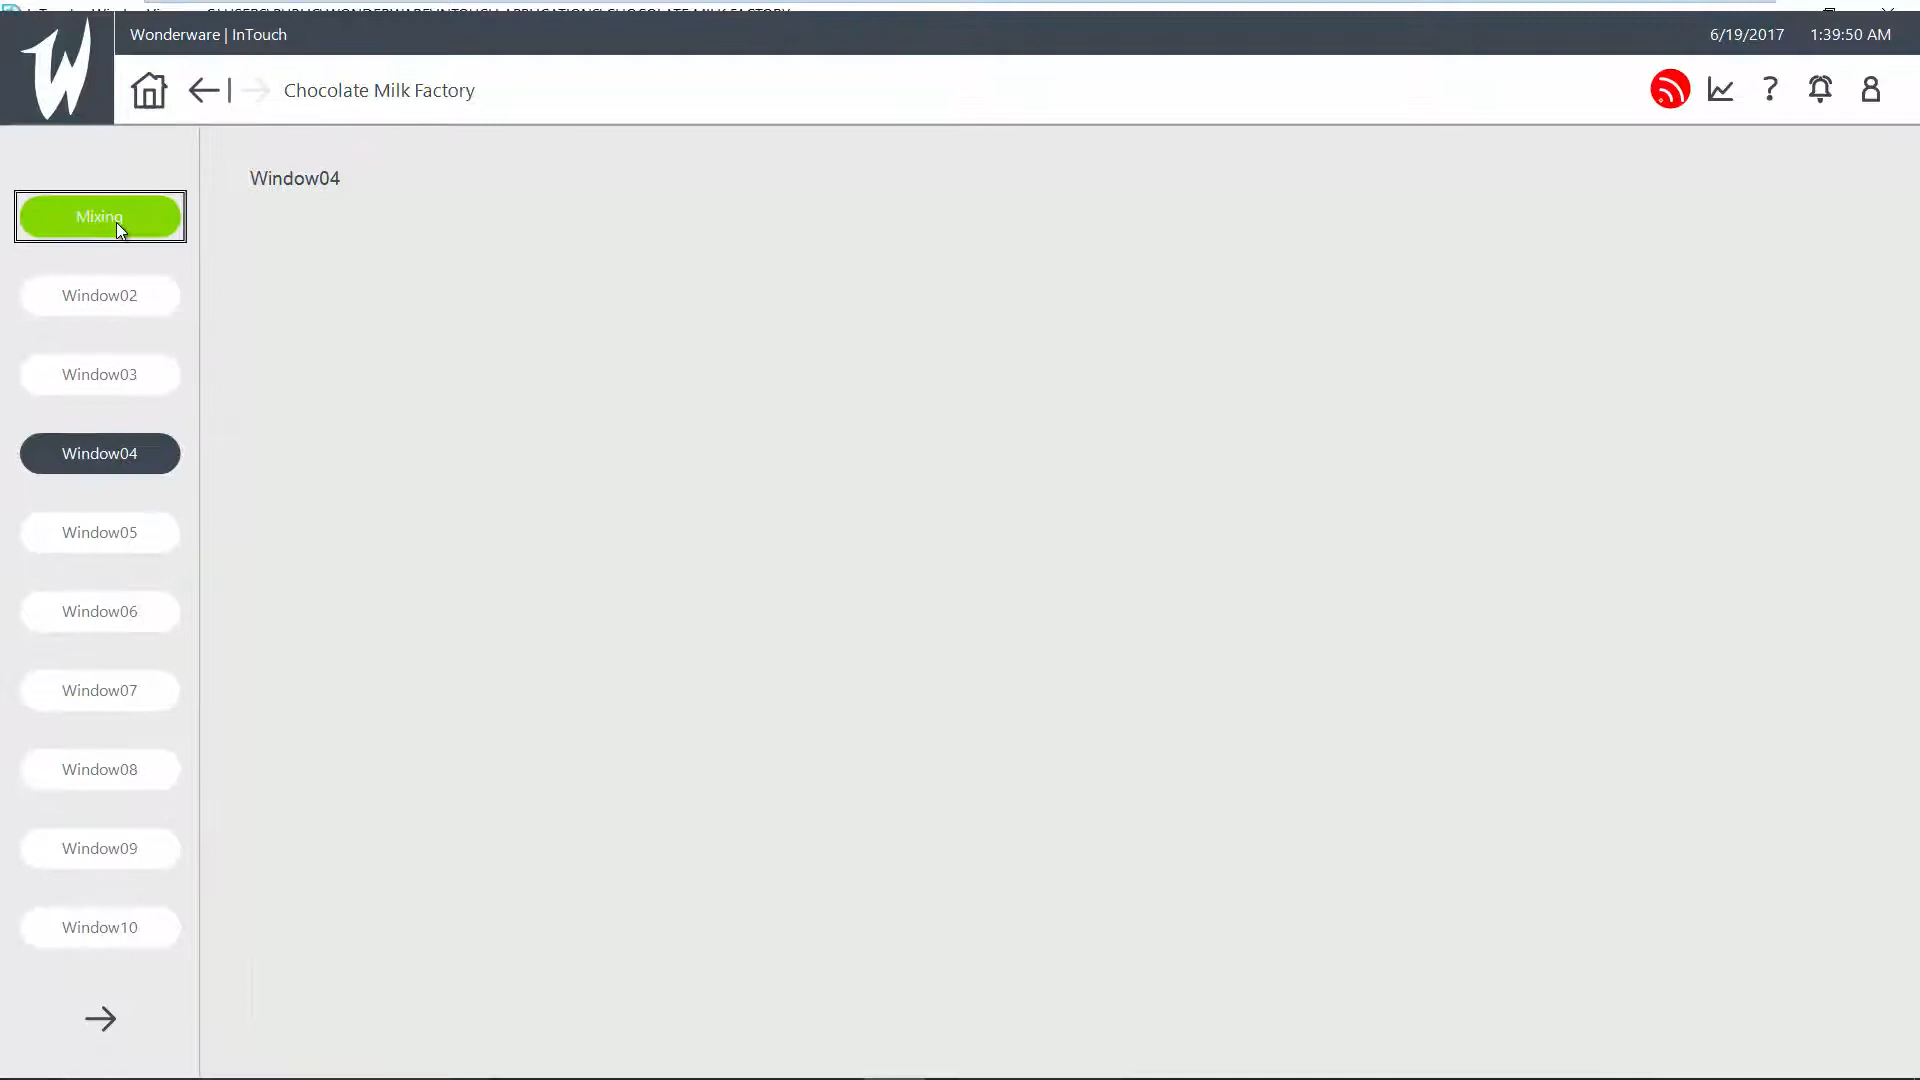 Wonderware | InTouch
6/19/2017 1:39:50 AM
Chocolate Milk Factory
?
Window04
Mixing
Window02
Window03
Window04
Window05
Window06
Window07
Window08
Window09
Window10